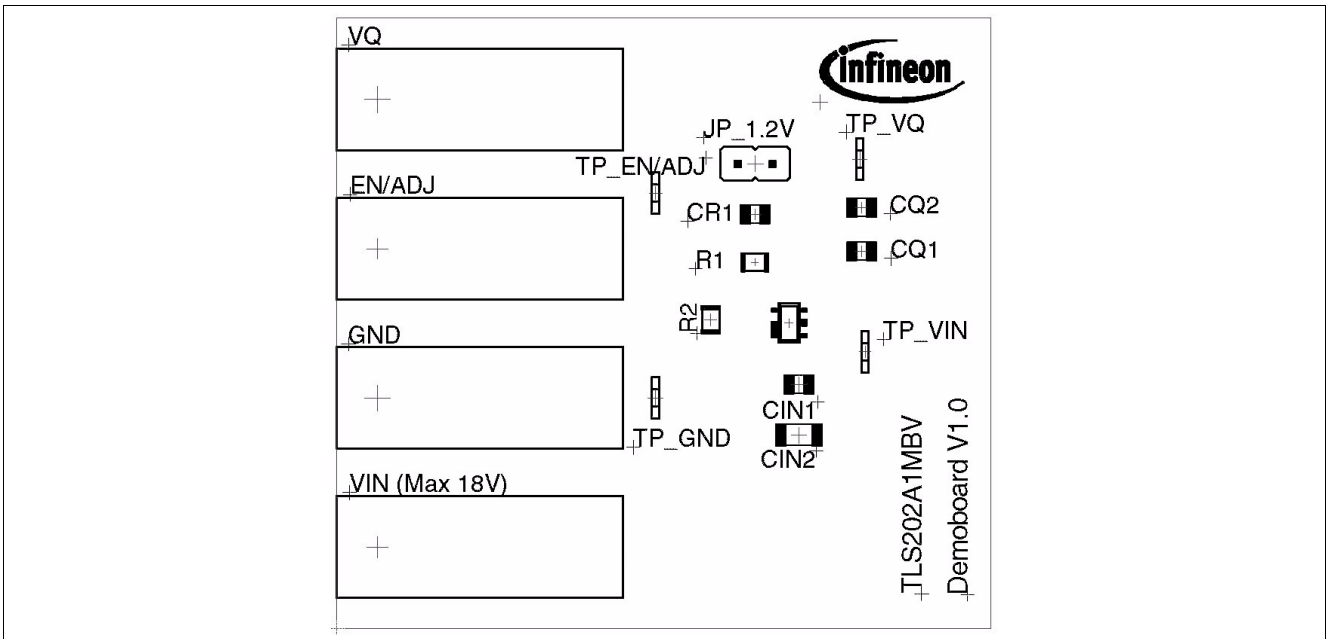 VQ
infineon
JP_1.2V
TP_VQ
TP_EN/ADJ
EN/ADJ
CR1
CQ2
R1
CQ1
R2
GND
TP_VIN
CIN1
TP_GND
CIN2
VIN (Max 18V)
TLS202A1MBV
Demoboard V1.0